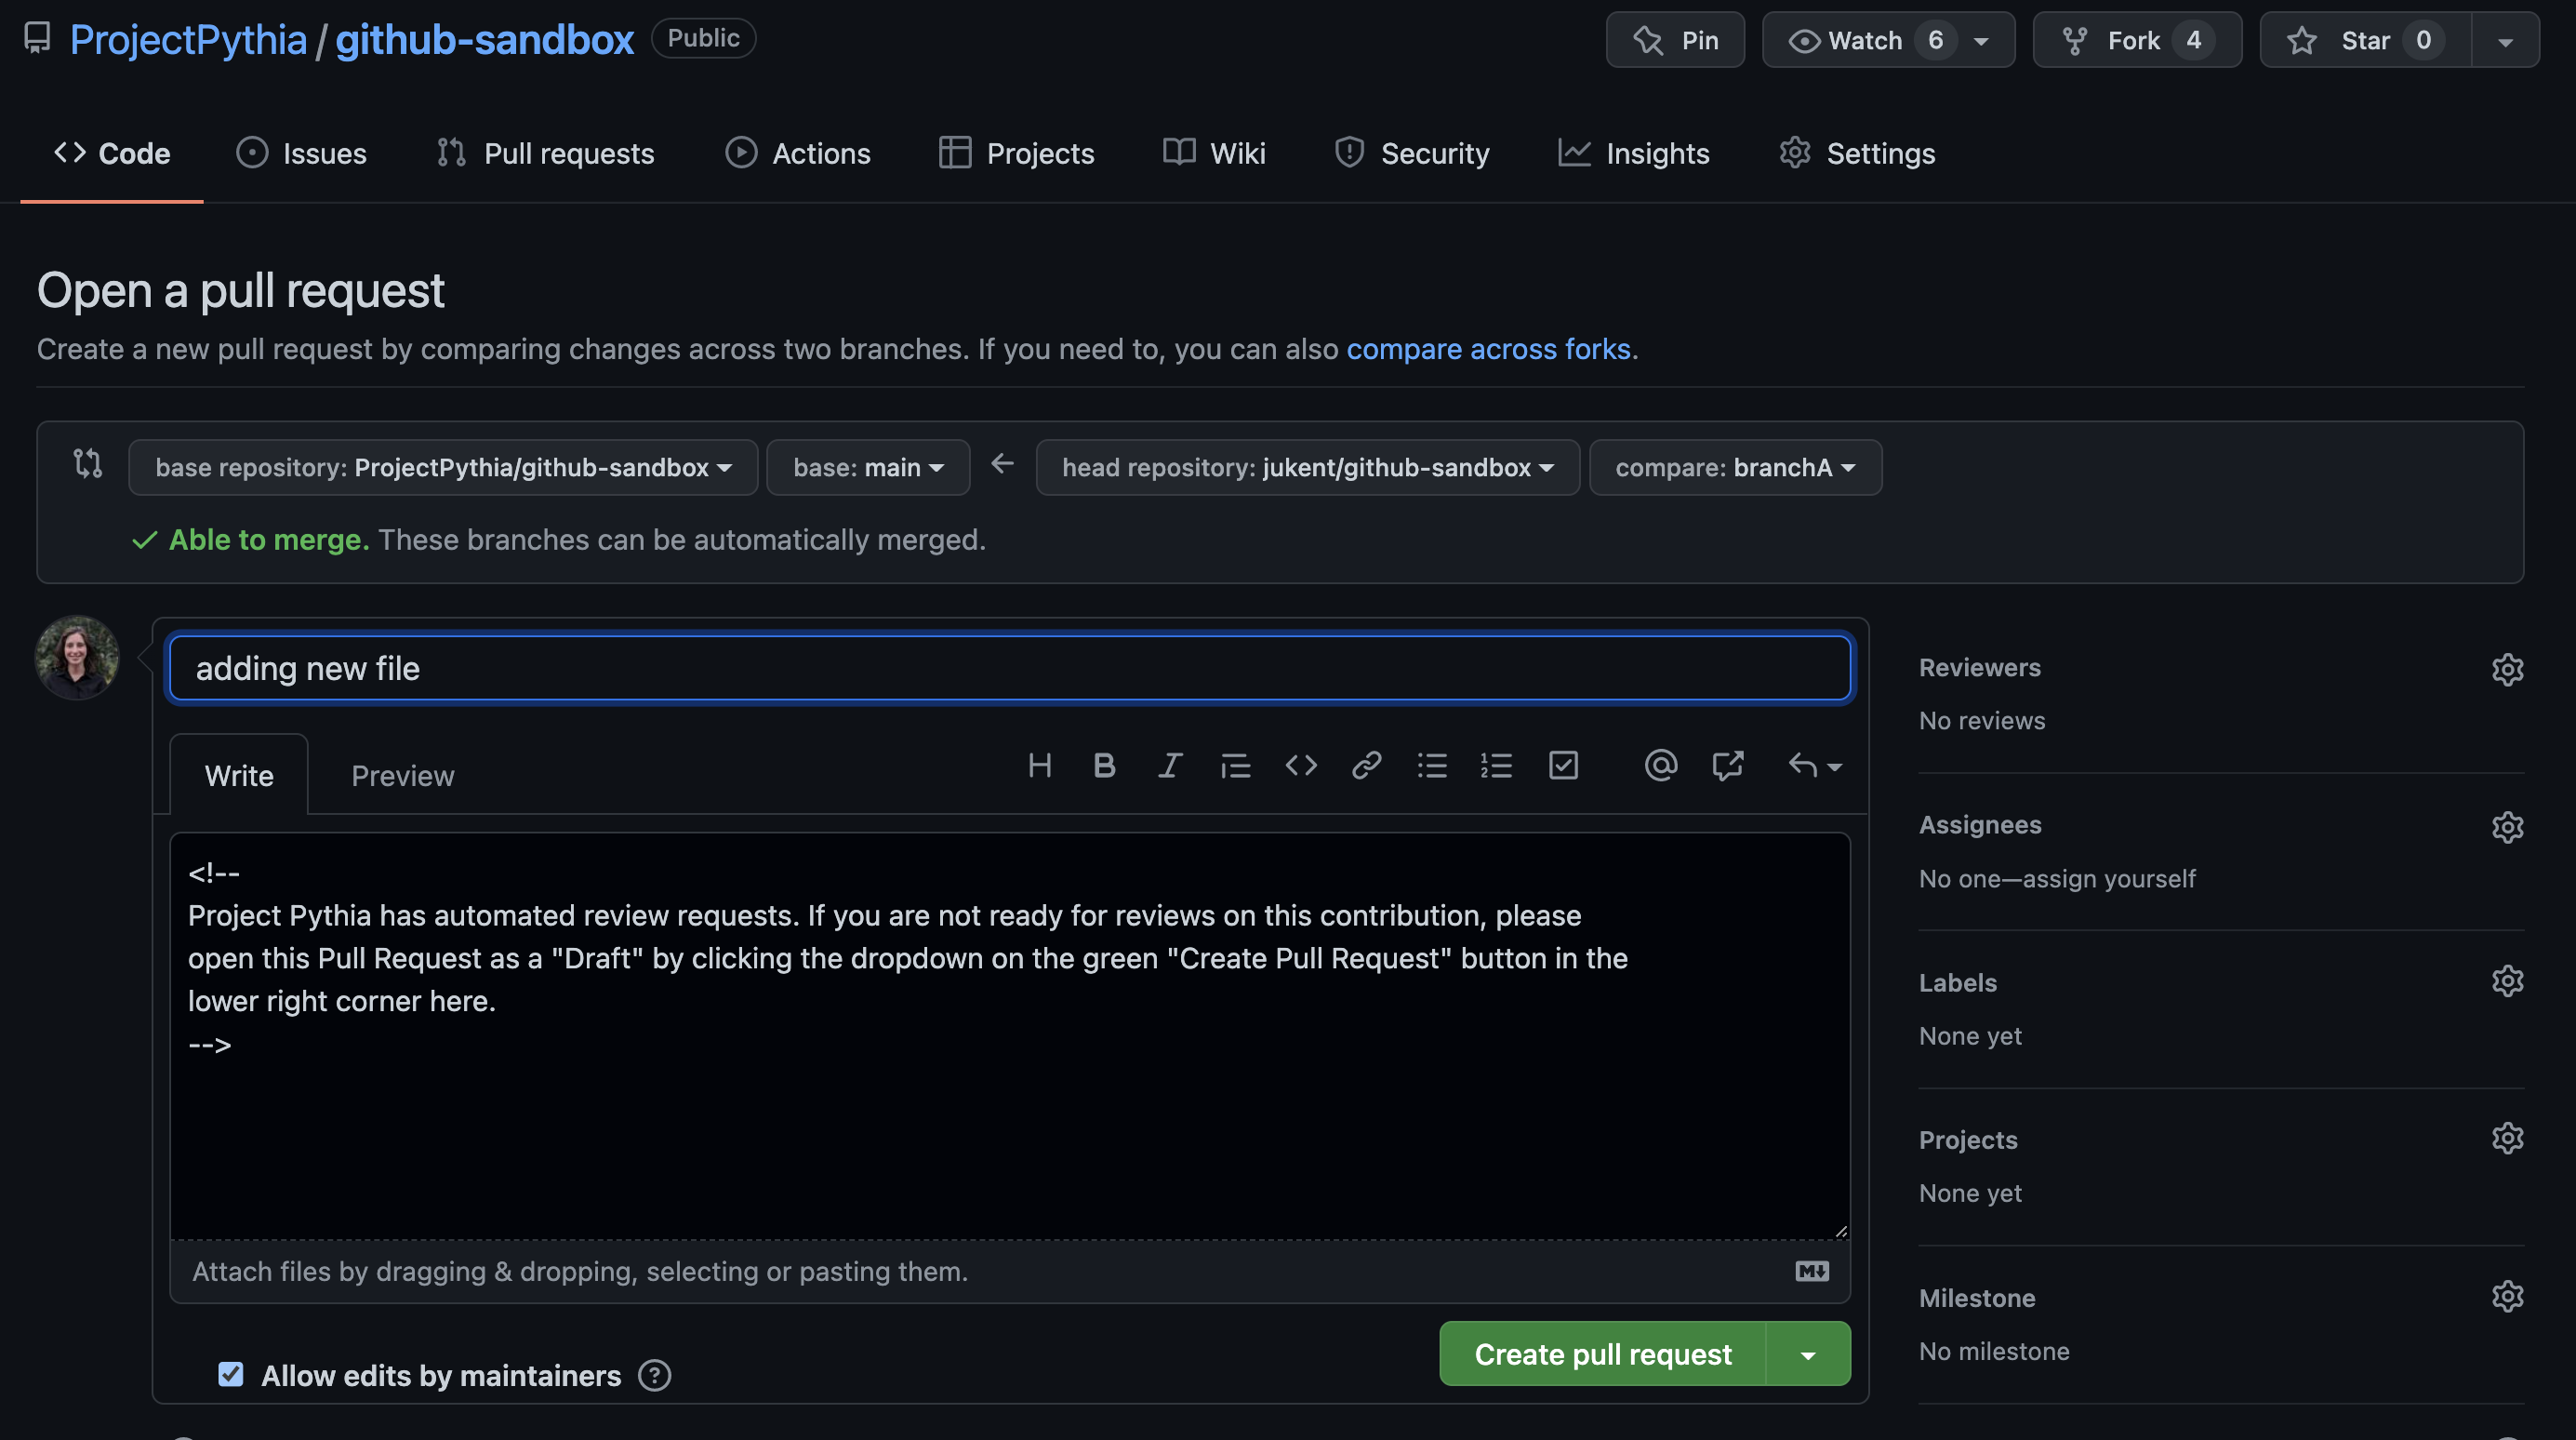 ProjectPythia / github-sandbox Public Pin Watch 6 Fork 4 Star 0
Code Issues Pull requests Actions Projects Wiki Security Insights Settings
Open a pull request
Create a new pull request by comparing changes across two branches. If you need to, you can also compare across forks.
base repository: ProjectPythia/github-sandbox base: main ← head repository: jukent/github-sandbox compare: branchA
✓ Able to merge. These branches can be automatically merged.
adding new file
Write Preview
<!--
Project Pythia has automated review requests. If you are not ready for reviews on this contribution, please
open this Pull Request as a "Draft" by clicking the dropdown on the green "Create Pull Request" button in the
lower right corner here.
-->
Attach files by dragging & dropping, selecting or pasting them.
Allow edits by maintainers
Create pull request
Reviewers
No reviews
Assignees
No one—assign yourself
Labels
None yet
Projects
None yet
Milestone
No milestone